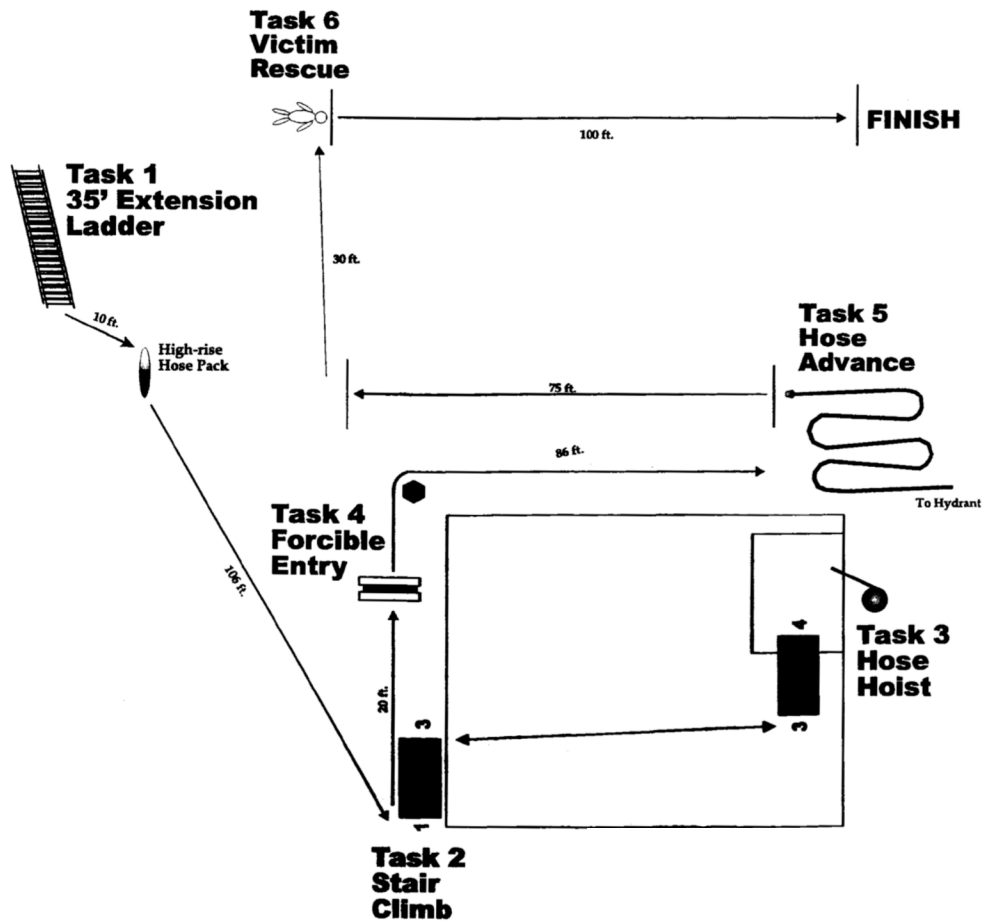 Task 6
Victim
Rescue
100 ft.
FINISH
Task 1
35' Extension
Ladder
10 ft.
High-rise
Hose Pack
30 ft.
Task 5
Hose
Advance
75 ft.
86 ft.
To Hydrant
Task 4
Forcible
Entry
106 ft.
20 ft.
Task 3
Hose
Hoist
4
3
3
1
Task 2
Stair
Climb